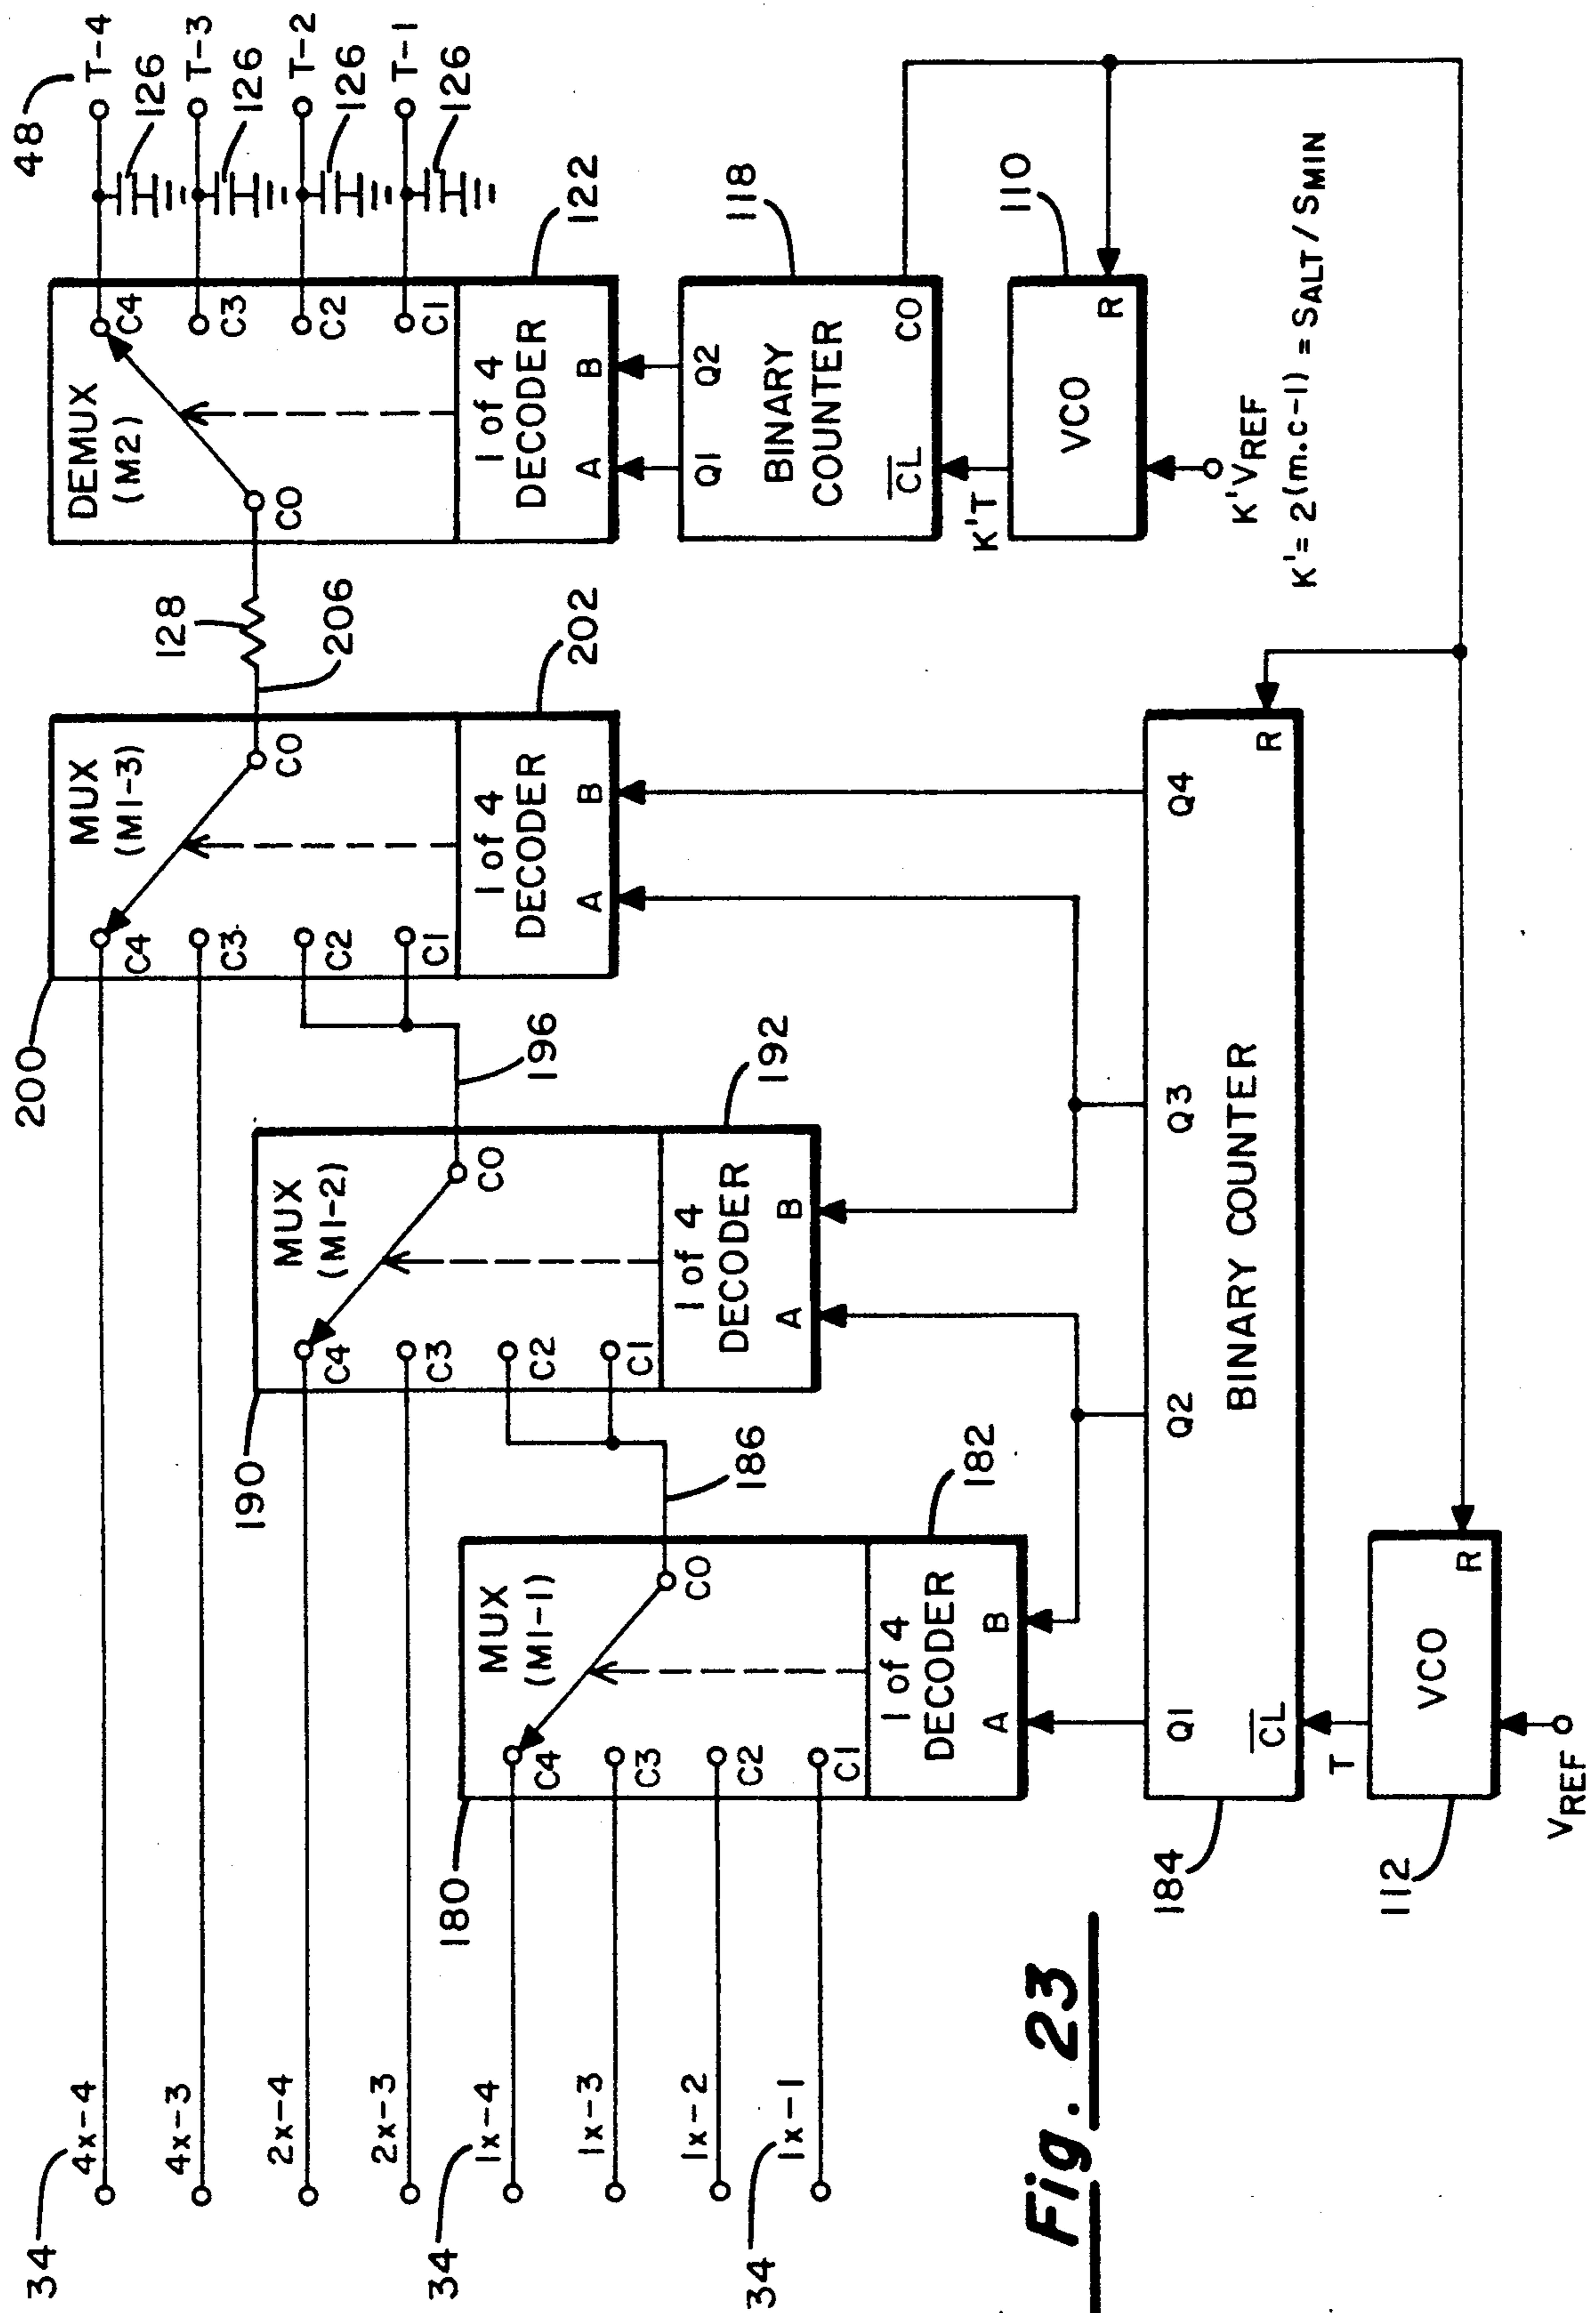 48
T-4
126
T-3
126
T-2
126
T-1
126
DEMUX
(M2)
C4
C3
C2
C1
CO
1 of 4
DECODER
A
B
122
128
206
Q1
Q2
BINARY
COUNTER
CL
CO
118
K'T
VCO
R
110
K'VREF
K'= 2(m.c-1) = SALT/SMIN
200
MUX
(M1-3)
C4
C3
C2
C1
CO
1 of 4
DECODER
A
B
202
196
190
MUX
(M1-2)
C4
C3
C2
C1
CO
1 of 4
DECODER
A
B
192
186
180
MUX
(M1-1)
C4
C3
C2
C1
CO
1 of 4
DECODER
A
B
182
Q1
Q2
Q3
Q4
BINARY COUNTER
CL
R
184
T
VCO
R
112
VREF
34
4x-4
4x-3
2x-4
2x-3
34
1x-4
1x-3
1x-2
34
1x-1
Fig. 23